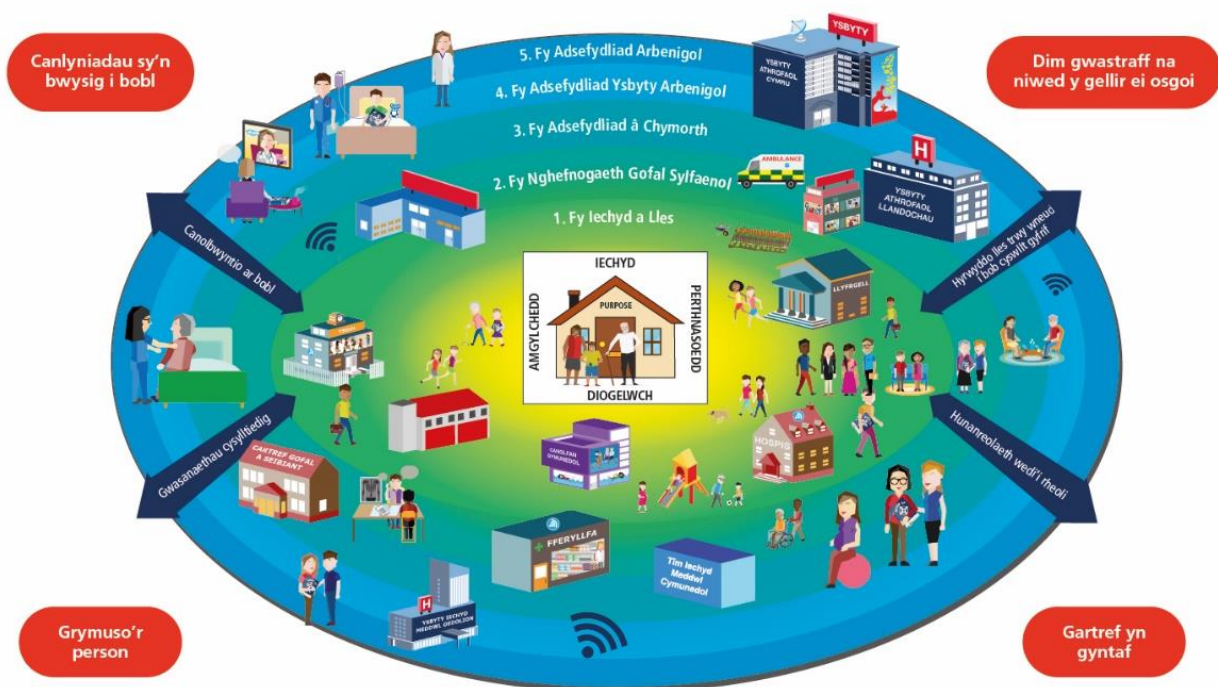 Canlyniadau sy'n
bwysig i bobl
Dim gwastraff na
niwed y gellir ei osgoi
5. Fy Adsefydliad Arbenigol
4. Fy Adsefydliad Ysbyty Arbenigol
3. Fy Adsefydliad â Chymorth
2. Fy Nghefnogaeth Gofal Sylfaenol
1. Fy Iechyd a Lles
YSBYTY
YSBYTY
ATHROFAOL
CYMRU
AMBULANCE
H
YSBYTY
ATHROFAOL
LLANDOCHAU
Canolbwyntio ar bobl
Hyrwyddo lles trwy wneud
i bob cyswllt gyfrif
IECHYD
AMGYLCHEDD
PURPOSE
PERTHNASOEDD
DIOGELWCH
LLYFRGELL
Gwasanaethau cysylltiedig
Hunanreolaeth wedi'i rheoli
CANOLFAN
GYMUNEDOL
HOSPIG
CAKTREF GOFAL
A SEIBIANT
FFERYLLFA
Tîm Iechyd
Meddwl
Cymunedol
H
YSBYTY IECHYD
MEDDWL OEDOLION
Grymuso'r
person
Gartref yn
gyntaf